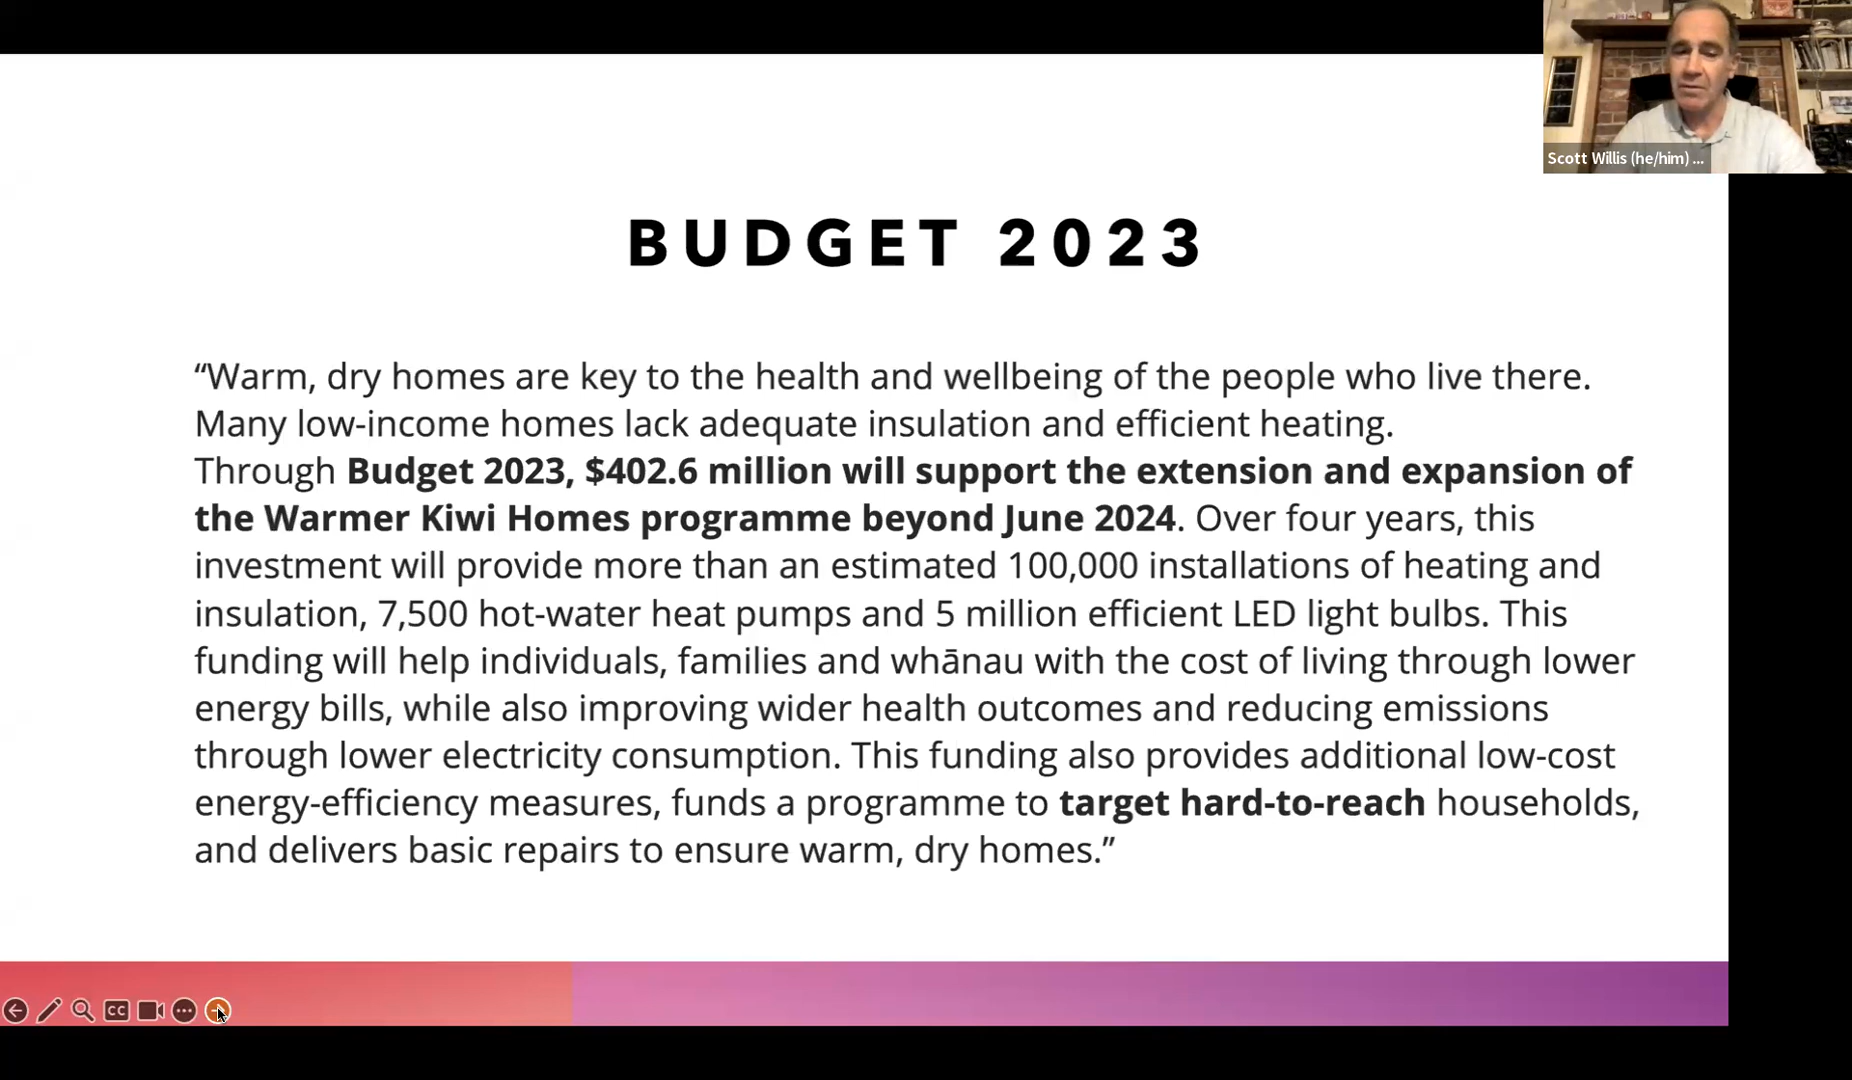 Scott Willis (he/him) ...
BUDGET 2023
“Warm, dry homes are key to the health and wellbeing of the people who live there.
Many low-income homes lack adequate insulation and efficient heating.
Through Budget 2023, $402.6 million will support the extension and expansion of
the Warmer Kiwi Homes programme beyond June 2024. Over four years, this
investment will provide more than an estimated 100,000 installations of heating and
insulation, 7,500 hot-water heat pumps and 5 million efficient LED light bulbs. This
funding will help individuals, families and whānau with the cost of living through lower
energy bills, while also improving wider health outcomes and reducing emissions
through lower electricity consumption. This funding also provides additional low-cost
energy-efficiency measures, funds a programme to target hard-to-reach households,
and delivers basic repairs to ensure warm, dry homes.”
CC